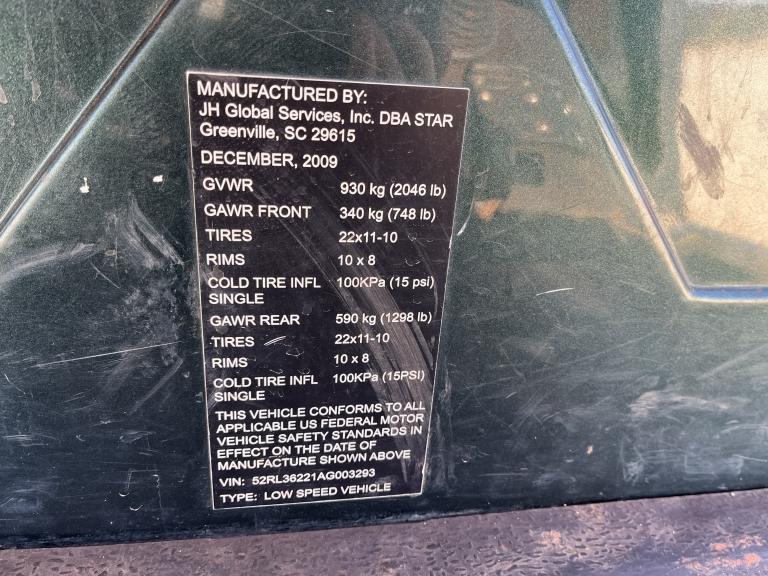 MANUFACTURED BY:
JH Global Services, Inc. DBA STAR
Greenville, SC 29615
DECEMBER, 2009
GVWR 930 kg (2046 lb)
GAWR FRONT 340 kg (748 lb)
TIRES 22x11-10
RIMS 10 x 8
COLD TIRE INFL 100KPa (15 psi)
SINGLE
GAWR REAR 590 kg (1298 lb)
TIRES 22x11-10
RIMS 10 x 8
COLD TIRE INFL 100KPa (15PSI)
SINGLE
THIS VEHICLE CONFORMS TO ALL
APPLICABLE US FEDERAL MOTOR
VEHICLE SAFETY STANDARDS IN
EFFECT ON THE DATE OF
MANUFACTURE SHOWN ABOVE
VIN: 52RL36221AG003293
TYPE: LOW SPEED VEHICLE